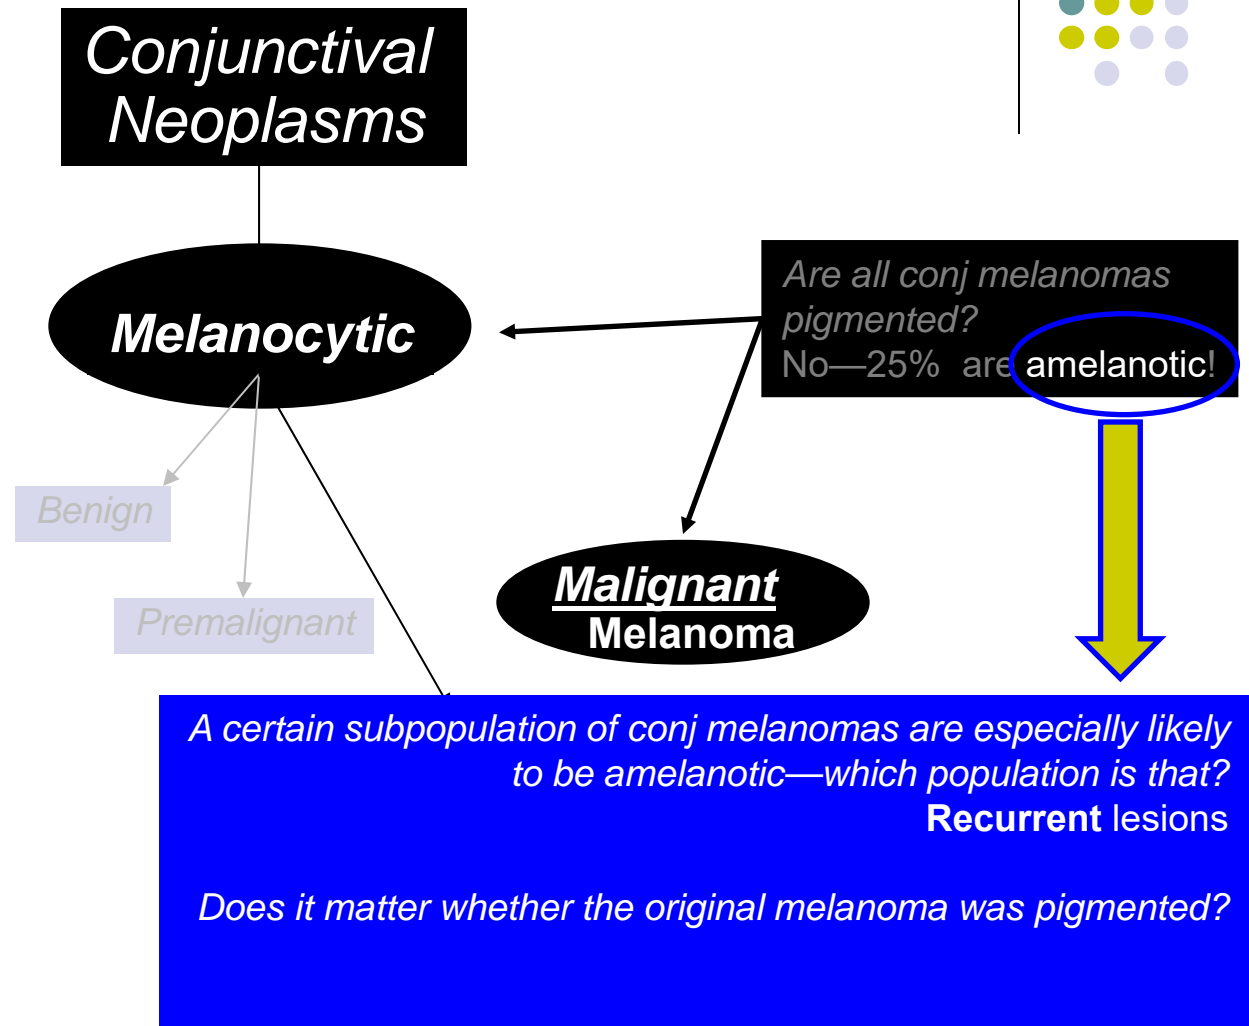 Conjunctival
Neoplasms
Melanocytic
Are all conj melanomas
pigmented?
No—25% are amelanotic!
Benign
Premalignant
Malignant
Melanoma
A certain subpopulation of conj melanomas are especially likely
to be amelanotic—which population is that?
Recurrent lesions
Does it matter whether the original melanoma was pigmented?